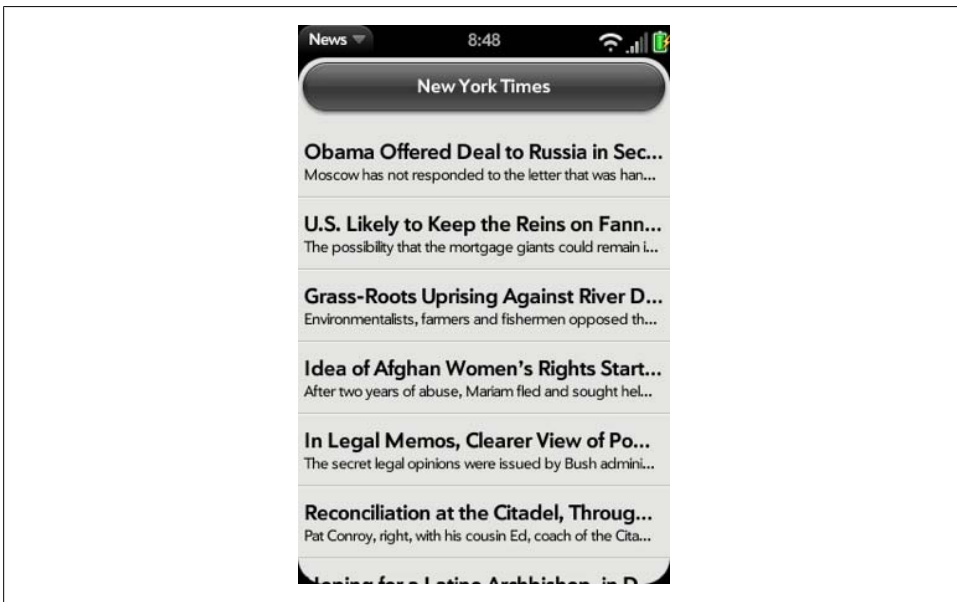 News
8:48
New York Times
Obama Offered Deal to Russia in Sec...
Moscow has not responded to the letter that was han...
U.S. Likely to Keep the Reins on Fann...
The possibility that the mortgage giants could remain i...
Grass-Roots Uprising Against River D...
Environmentalists, farmers and fishermen opposed th...
Idea of Afghan Women’s Rights Start...
After two years of abuse, Mariam fled and sought hel...
In Legal Memos, Clearer View of Po...
The secret legal opinions were issued by Bush admini...
Reconciliation at the Citadel, Throug...
Pat Conroy, right, with his cousin Ed, coach of the Cita...
Hoping for a Latino Archbishop, in D...